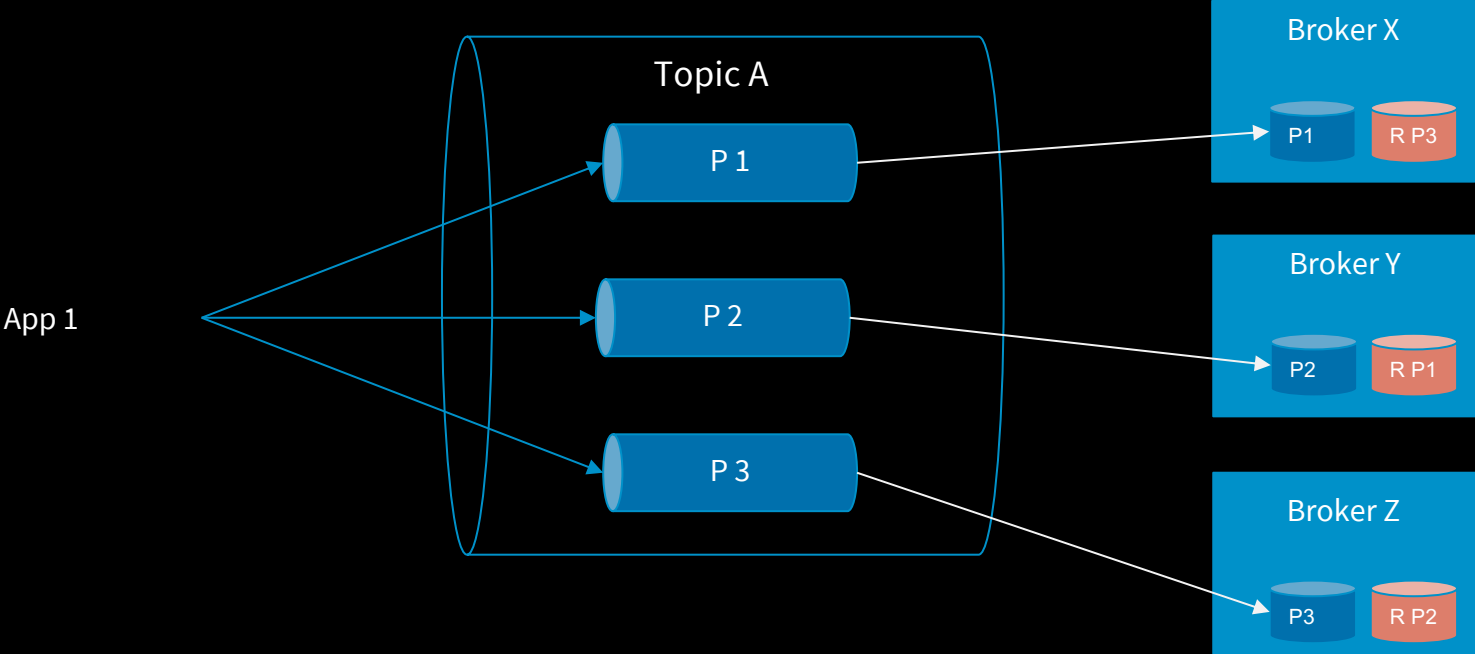 App 1
Topic A
P 1
P 2
P 3
Broker X
P1
R P3
Broker Y
P2
R P1
Broker Z
P3
R P2